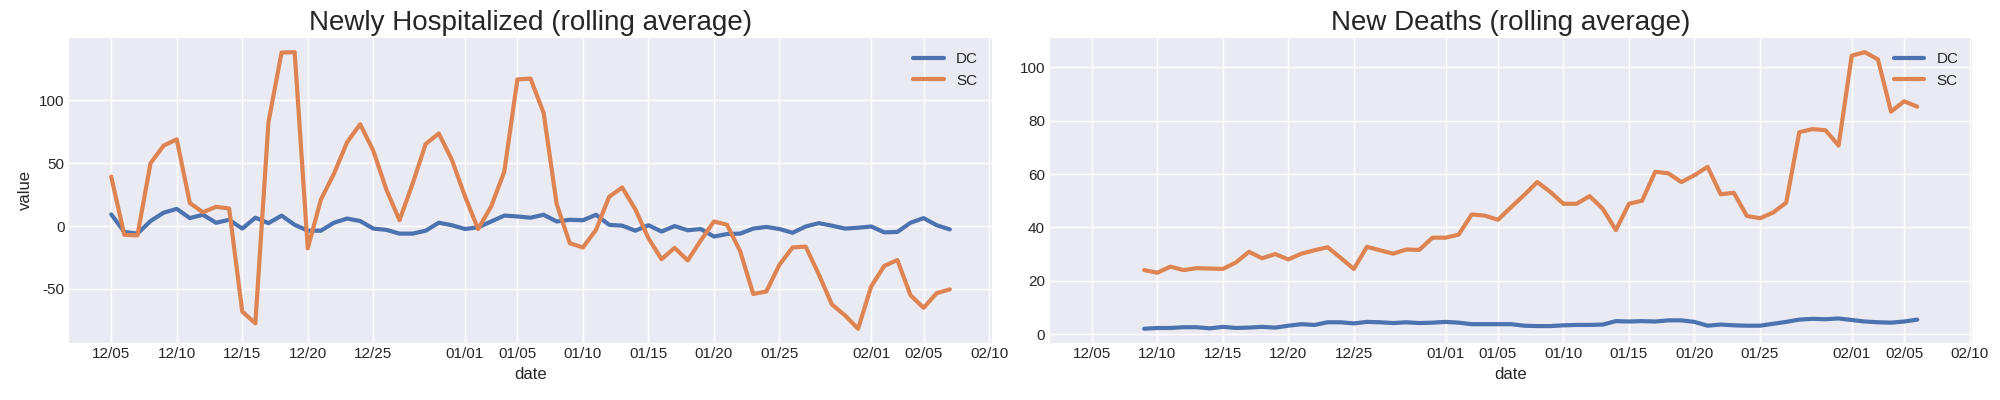 Newly Hospitalized (rolling average)
DC
SC
value
100
50
0
-50
12/05 12/10 12/15 12/20 12/25 01/01 01/05 01/10 01/15 01/20 01/25 02/01 02/05 02/10
date
New Deaths (rolling average)
DC
SC
100
80
60
40
20
0
12/05 12/10 12/15 12/20 12/25 01/01 01/05 01/10 01/15 01/20 01/25 02/01 02/05 02/10
date